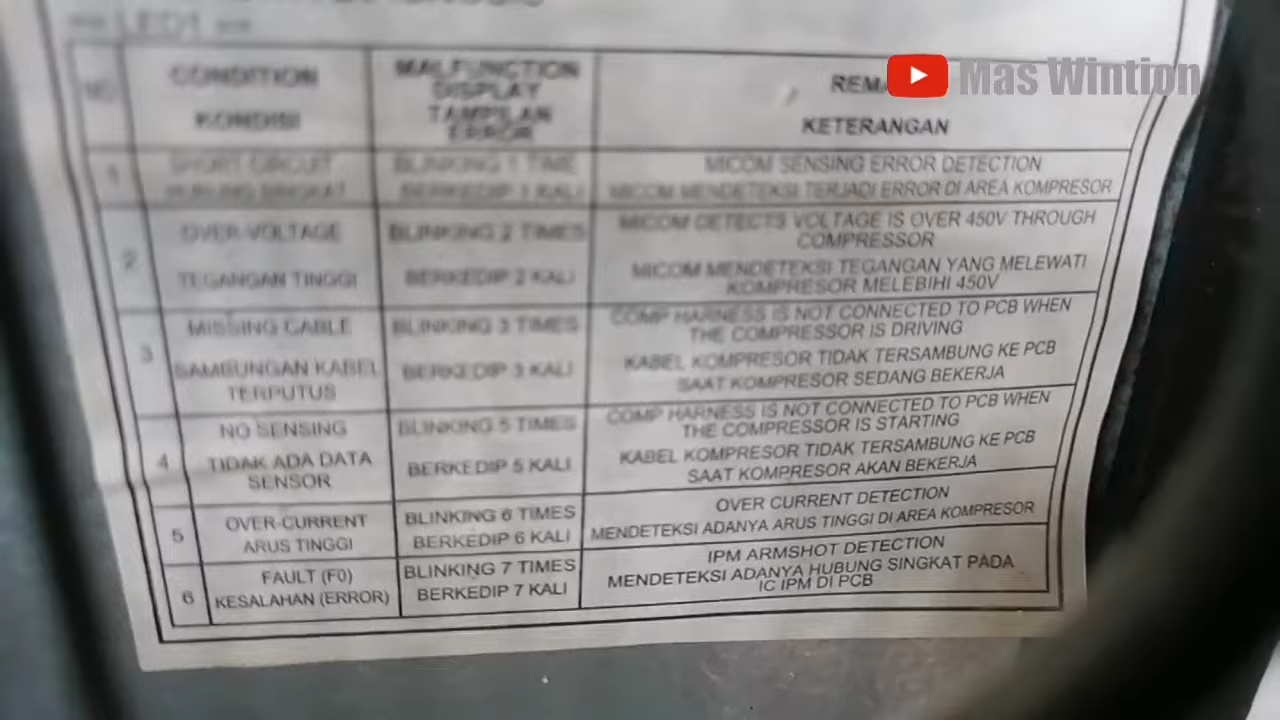 LED1
Mas Wintion
NO
CONDITION
KONDISI
MALFUNCTION
DISPLAY
TAMPILAN
ERROR
REMA
KETERANGAN
1
SHORT CIRCUIT
HUBUNG SINGKAT
BLINKING 1 TIME
BERKEDIP 1 KALI
MICOM SENSING ERROR DETECTION
MICOM MENDETEKSI TERJADI ERROR DI AREA KOMPRESOR
2
OVER-VOLTAGE
TEGANGAN TINGGI
BLINKING 2 TIMES
BERKEDIP 2 KALI
MICOM DETECTS VOLTAGE IS OVER 450V THROUGH
COMPRESSOR
MICOM MENDETEKSI TEGANGAN YANG MELEWATI
KOMPRESOR MELEBIHI 450V
3
MISSING CABLE
SAMBUNGAN KABEL
TERPUTUS
BLINKING 3 TIMES
BERKEDIP 3 KALI
COMP HARNESS IS NOT CONNECTED TO PCB WHEN
THE COMPRESSOR IS DRIVING
KABEL KOMPRESOR TIDAK TERSAMBUNG KE PCB
SAAT KOMPRESOR SEDANG BEKERJA
4
NO SENSING
TIDAK ADA DATA
SENSOR
BLINKING 5 TIMES
BERKEDIP 5 KALI
COMP HARNESS IS NOT CONNECTED TO PCB WHEN
THE COMPRESSOR IS STARTING
KABEL KOMPRESOR TIDAK TERSAMBUNG KE PCB
SAAT KOMPRESOR AKAN BEKERJA
5
OVER-CURRENT
ARUS TINGGI
BLINKING 6 TIMES
BERKEDIP 6 KALI
OVER CURRENT DETECTION
MENDETEKSI ADANYA ARUS TINGGI DI AREA KOMPRESOR
6
FAULT (F0)
KESALAHAN (ERROR)
BLINKING 7 TIMES
BERKEDIP 7 KALI
IPM ARMSHOT DETECTION
MENDETEKSI ADANYA HUBUNG SINGKAT PADA
IC IPM DI PCB